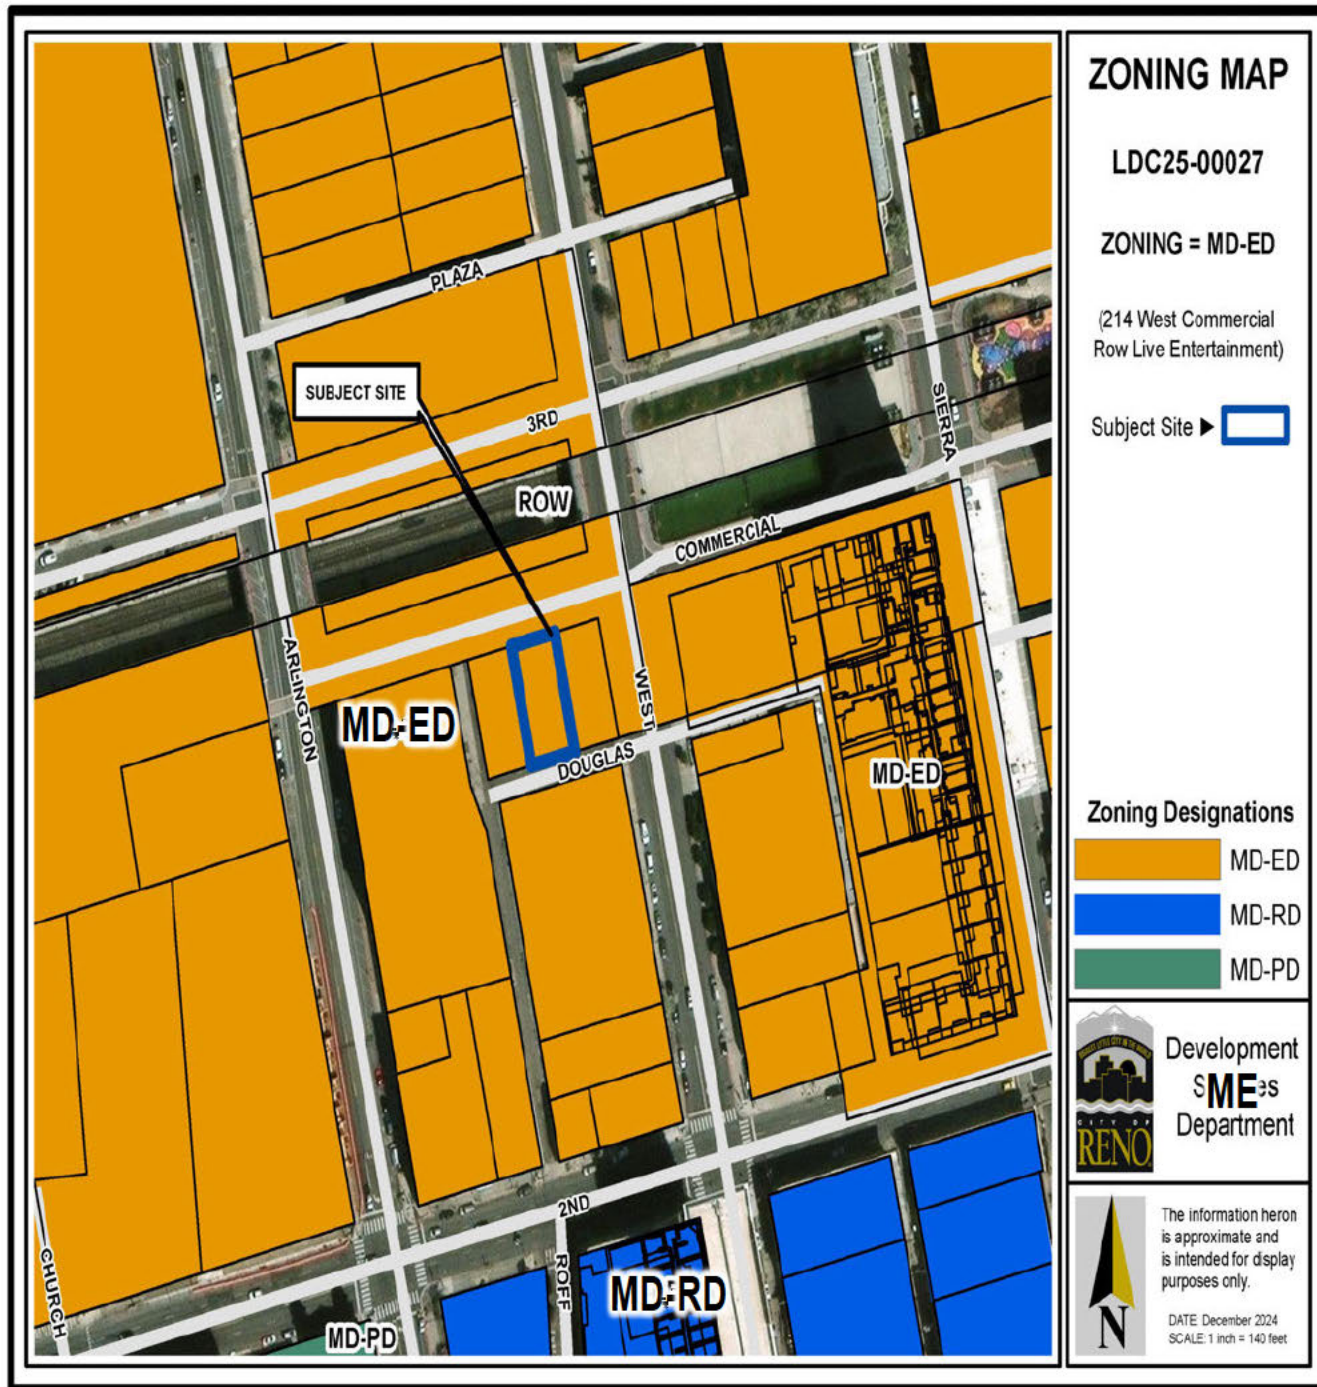 ZONING MAP
LDC25-00027
ZONING = MD-ED
(214 West Commercial
Row Live Entertainment)
Subject Site
PLAZA
SUBJECT SITE
3RD
SIERRA
ROW
COMMERCIAL
ARLINGTON
WEST
MD-ED
DOUGLAS
MD-ED
2ND
CHURCH
ROFF
MD-RD
MD-PD
Zoning Designations
MD-ED
MD-RD
MD-PD
Development
ME
Department
CITY OF
RENO
The information heron
is approximate and
is intended for display
purposes only.
DATE: December 2024
SCALE: 1 inch = 140 feet
N